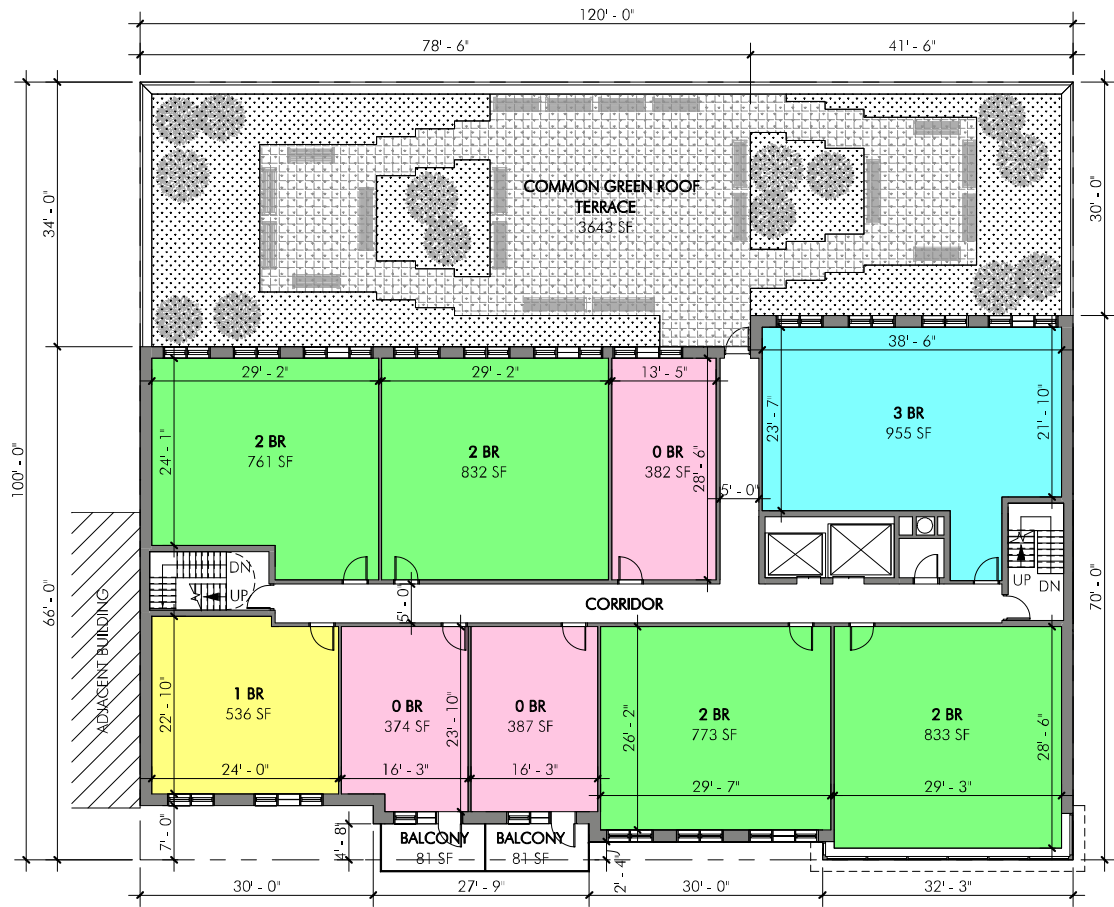 120' - 0"
78' - 6"
41' - 6"
34' - 0"
30' - 0"
COMMON GREEN ROOF
TERRACE
3643 SF
100' - 0"
66' - 0"
70' - 0"
29' - 2"
29' - 2"
13' - 5"
38' - 6"
24' - 1"
2 BR
761 SF
2 BR
832 SF
0 BR
382 SF
28' - 6"
5' - 0"
23' - 7"
3 BR
955 SF
21' - 10"
DN
UP
5' - 0"
CORRIDOR
UP
DN
ADJACENT BUILDING
22' - 10"
1 BR
536 SF
24' - 0"
0 BR
374 SF
23' - 10"
16' - 3"
0 BR
387 SF
16' - 3"
26' - 2"
2 BR
773 SF
29' - 7"
2 BR
833 SF
28' - 6"
29' - 3"
7' - 0"
4' - 8"
BALCONY
81 SF
BALCONY
81 SF
2' - 4"
30' - 0"
27' - 9"
30' - 0"
32' - 3"